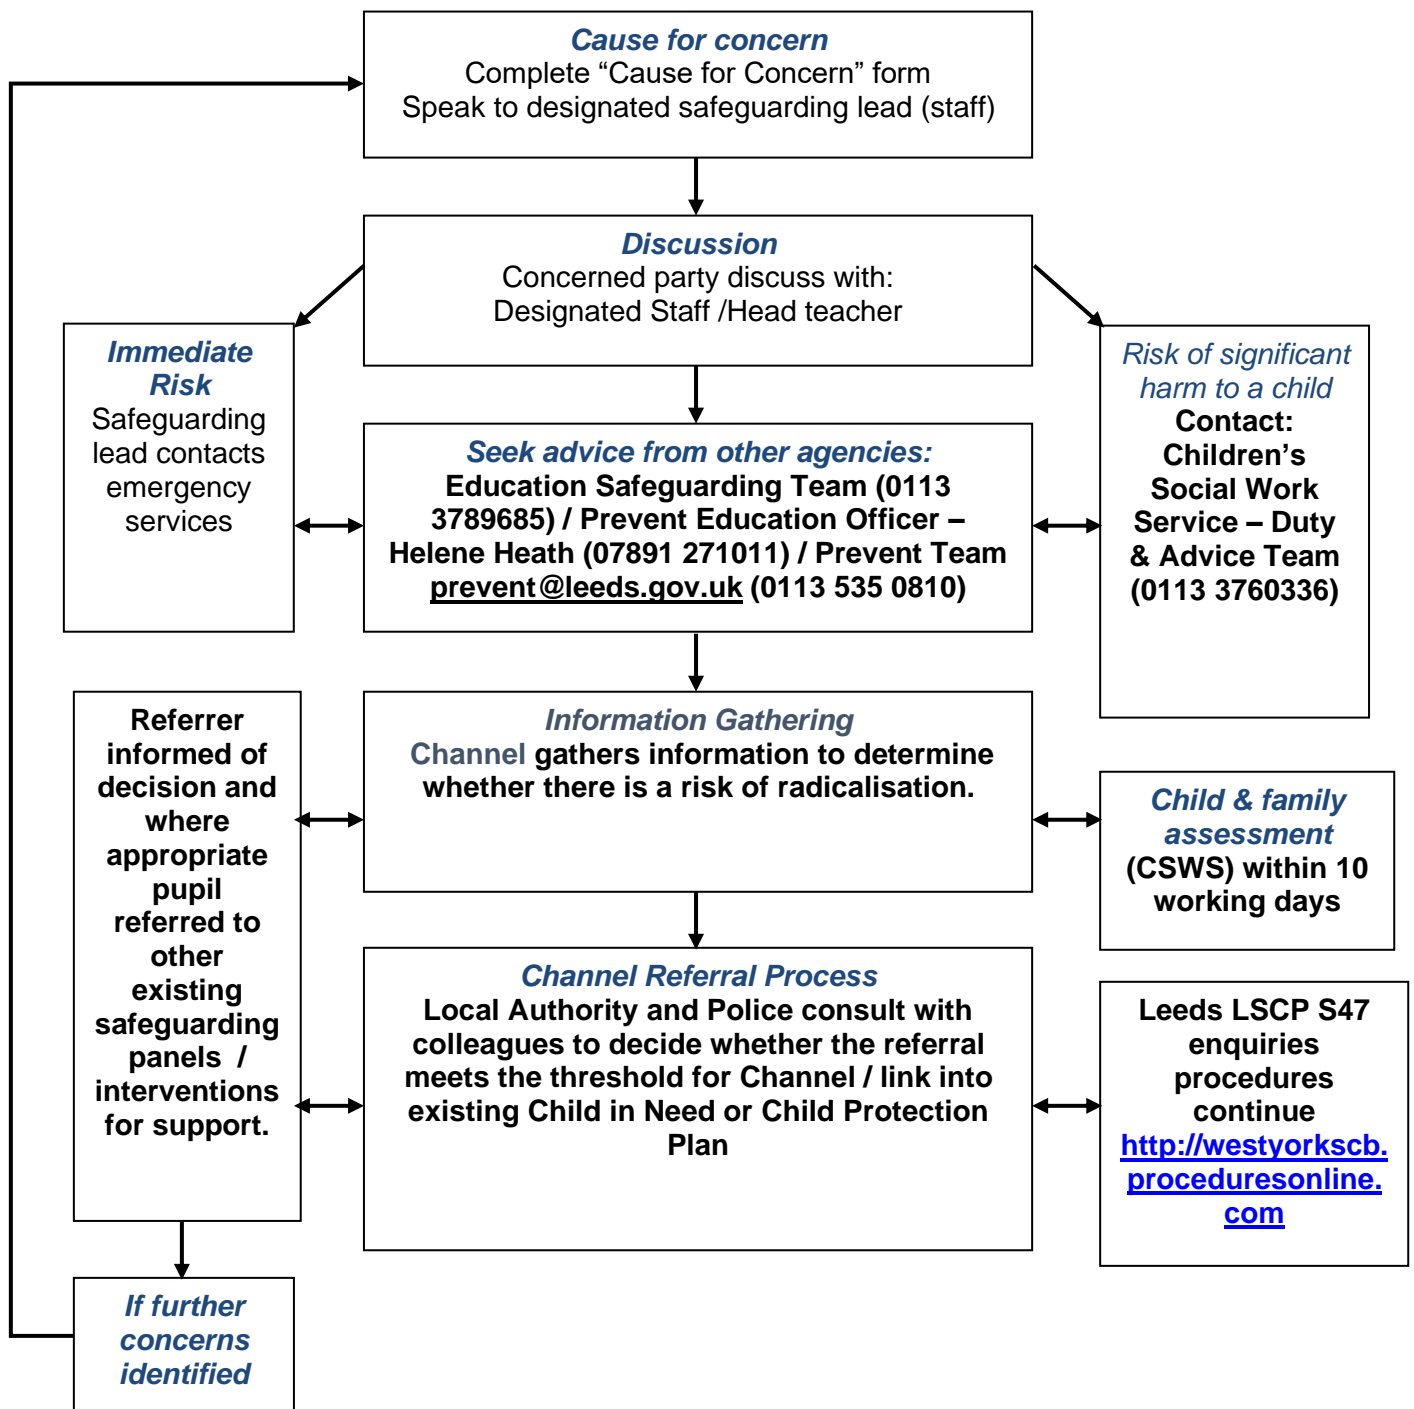 Cause for concern
Complete “Cause for Concern” form
Speak to designated safeguarding lead (staff)
Discussion
Concerned party discuss with:
Designated Staff /Head teacher
Immediate
Risk
Safeguarding
lead contacts
emergency
services
Risk of significant
harm to a child
Contact:
Children’s
Social Work
Service – Duty
& Advice Team
(0113 3760336)
Seek advice from other agencies:
Education Safeguarding Team (0113
3789685) / Prevent Education Officer –
Helene Heath (07891 271011) / Prevent Team
prevent@leeds.gov.uk (0113 535 0810)
Referrer
informed of
decision and
where
appropriate
pupil
referred to
other
existing
safeguarding
panels /
interventions
for support.
Information Gathering
Channel gathers information to determine
whether there is a risk of radicalisation.
Child & family
assessment
(CSWS) within 10
working days
Channel Referral Process
Local Authority and Police consult with
colleagues to decide whether the referral
meets the threshold for Channel / link into
existing Child in Need or Child Protection
Plan
Leeds LSCP S47
enquiries
procedures
continue
http://westyorkscb.
proceduresonline.
com
If further
concerns
identified